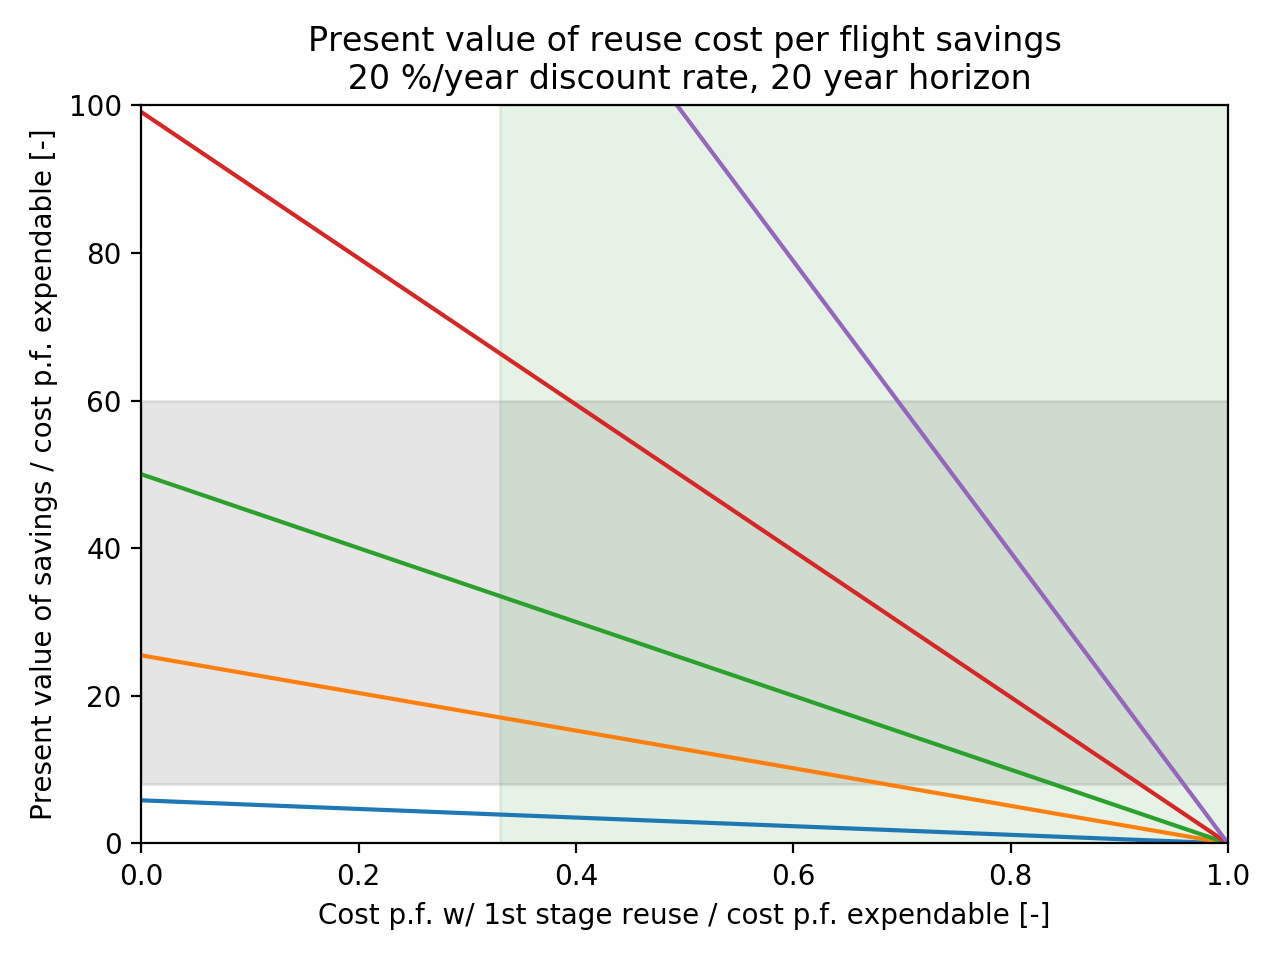 Present value of reuse cost per flight savings
20 %/year discount rate, 20 year horizon
Present value of savings / cost p.f. expendable [-]
100
80
60
40
20
0
0.0 0.2 0.4 0.6 0.8 1.0
Cost p.f. w/ 1st stage reuse / cost p.f. expendable [-]